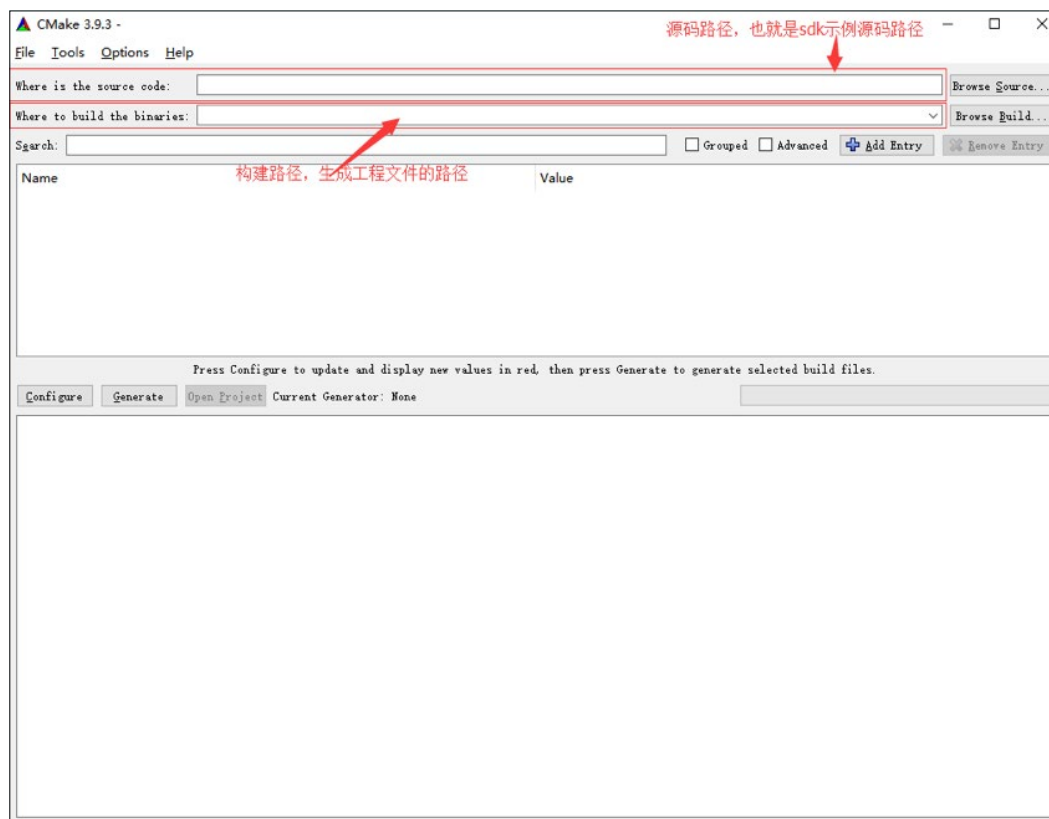 CMake 3.9.3 -
源码路径，也就是sdk示例源码路径
File Tools Options Help
Where is the source code:
Browse Source...
Where to build the binaries:
Browse Build...
Search:
Grouped
Advanced
Add Entry
Remove Entry
Name
构建路径，生成工程文件的路径
Value
Press Configure to update and display new values in red, then press Generate to generate selected build files.
Configure
Generate
Open Project
Current Generator: None